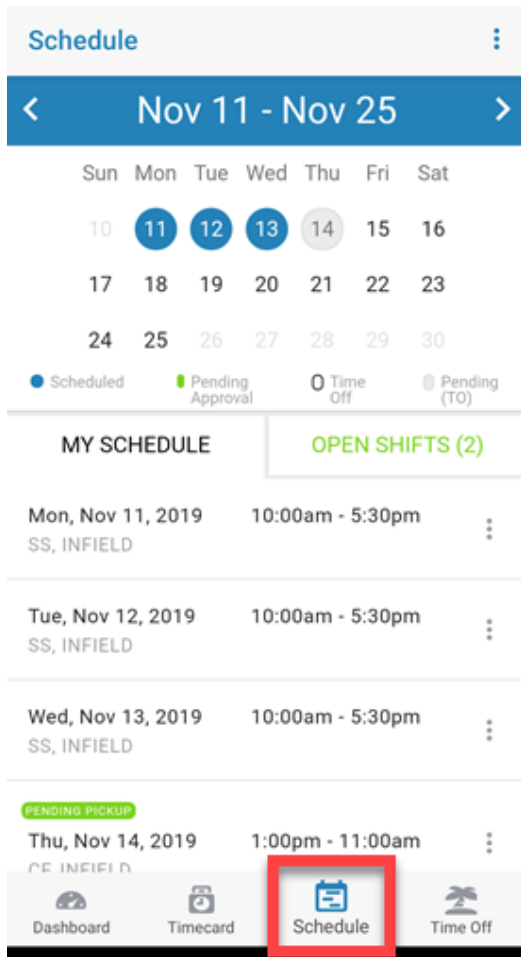 Schedule
Nov 11 - Nov 25
Sun Mon Tue Wed Thu Fri Sat
10 11 12 13 14 15 16
17 18 19 20 21 22 23
24 25 26 27 28 29 30
Scheduled Pending Approval Time Off Pending (TO)
MY SCHEDULE OPEN SHIFTS (2)
Mon, Nov 11, 2019 10:00am - 5:30pm
SS, INFIELD
Tue, Nov 12, 2019 10:00am - 5:30pm
SS, INFIELD
Wed, Nov 13, 2019 10:00am - 5:30pm
SS, INFIELD
PENDING PICKUP
Thu, Nov 14, 2019 1:00pm - 11:00am
CF, INFIELD
Dashboard Timecard Schedule Time Off